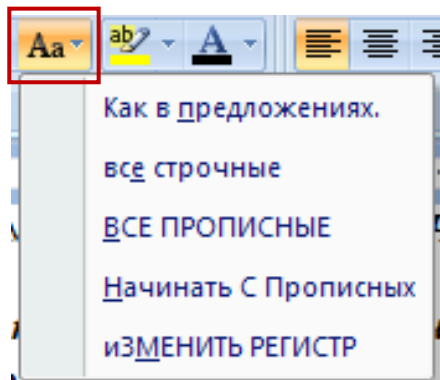 Aa ab A
Как в предложениях.
все строчные
ВСЕ ПРОПИСНЫЕ
Начинать С Прописных
иЗМЕНИТЬ РЕГИСТР